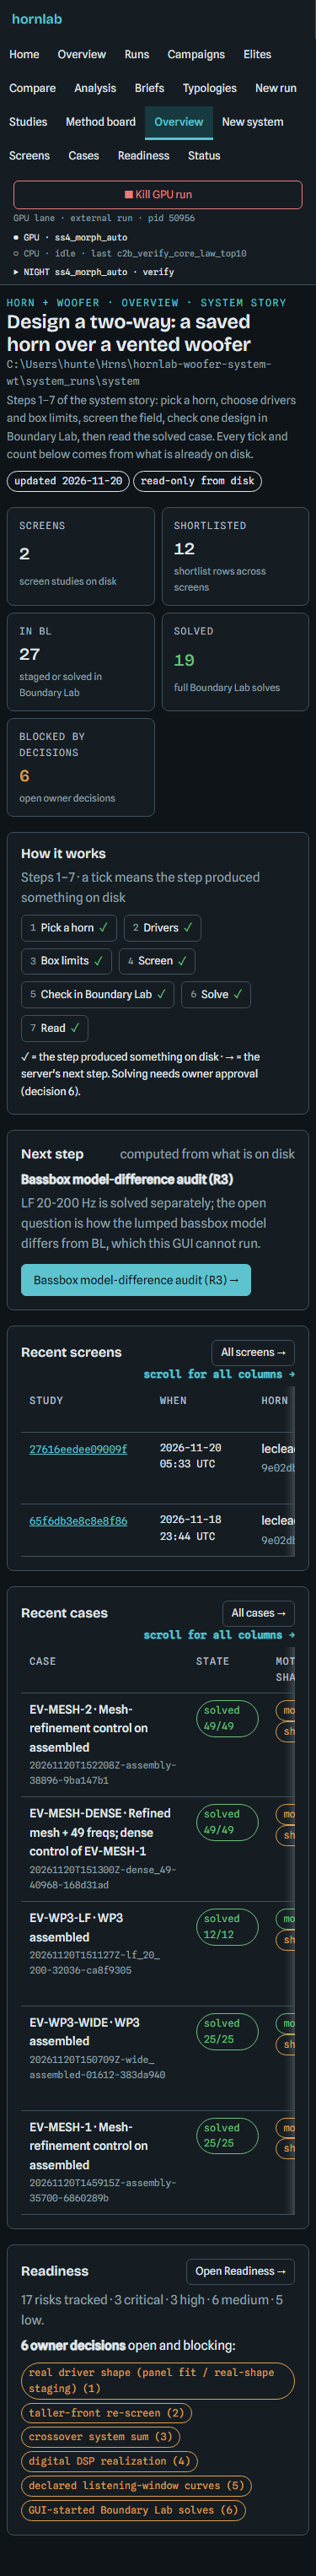 hornlab
Home Overview Runs Campaigns Elites
Compare Analysis Briefs Typologies New run
Studies Method board Overview New system
Screens Cases Readiness Status
Kill GPU run
GPU lane · external run · pid 50956
● GPU · ss4_morph_auto
○ CPU · idle · last c2b_verify_core_law_top10
▶ NIGHT ss4_morph_auto · verify
HORN + WOOFER · OVERVIEW · SYSTEM STORY
Design a two-way: a saved
horn over a vented woofer
C:\Users\hunte\Hrns\hornlab-woofer-system-
wt\system_runs\system
Steps 1–7 of the system story: pick a horn, choose drivers
and box limits, screen the field, check one design in
Boundary Lab, then read the solved case. Every tick and
count below comes from what is already on disk.
updated 2026-11-20 read-only from disk
SCREENS
2
screen studies on disk
SHORTLISTED
12
shortlist rows across
screens
IN BL
27
staged or solved in
Boundary Lab
SOLVED
19
full Boundary Lab solves
BLOCKED BY
DECISIONS
6
open owner decisions
How it works
Steps 1–7 · a tick means the step produced
something on disk
1 Pick a horn ✓ 2 Drivers ✓
3 Box limits ✓ 4 Screen ✓
5 Check in Boundary Lab ✓ 6 Solve ✓
7 Read ✓
✓ = the step produced something on disk · → = the
server's next step. Solving needs owner approval
(decision 6).
Next step computed from what is on disk
Bassbox model-difference audit (R3)
LF 20-200 Hz is solved separately; the open
question is how the lumped bassbox model
differs from BL, which this GUI cannot run.
Bassbox model-difference audit (R3) →
Recent screens All screens →
scroll for all columns →
STUDY WHEN HORN
27616eedee09009f 2026-11-20
05:33 UTC leclea
9e02db
65f6db3e8c8e8f86 2026-11-18
23:44 UTC leclea
9e02db
Recent cases All cases →
scroll for all columns →
CASE STATE MOT
SHA
EV-MESH-2 · Mesh-
refinement control on
assembled
20261120T152208Z-assembly-
38896-9ba147b1
solved
49/49
mo
sh
EV-MESH-DENSE · Refined
mesh + 49 freqs; dense
control of EV-MESH-1
20261120T151300Z-dense_49-
40968-168d31ad
solved
49/49
mo
sh
EV-WP3-LF · WP3
assembled
20261120T151127Z-lf_20_
200-32036-ca8f9305
solved
12/12
mo
sh
EV-WP3-WIDE · WP3
assembled
20261120T150709Z-wide_
assembled-01612-383da940
solved
25/25
mo
sh
EV-MESH-1 · Mesh-
refinement control on
assembled
20261120T145915Z-assembly-
35700-6860289b
solved
25/25
mo
sh
Readiness Open Readiness →
17 risks tracked · 3 critical · 3 high · 6 medium · 5
low.
6 owner decisions open and blocking:
real driver shape (panel fit / real-shape
staging) (1)
taller-front re-screen (2)
crossover system sum (3)
digital DSP realization (4)
declared listening-window curves (5)
GUI-started Boundary Lab solves (6)